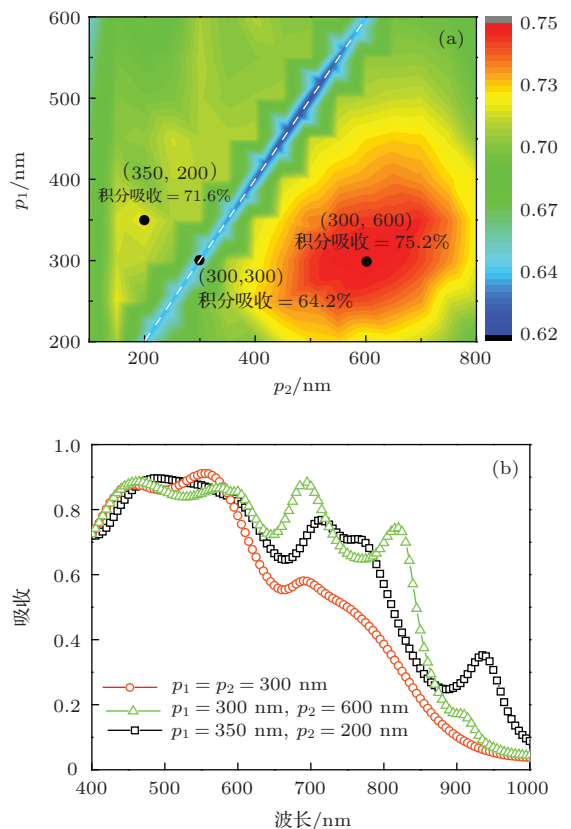 (a)
p₁/nm
600
500
400
300
200
(350, 200)
积分吸收=71.6%
(300, 600)
积分吸收=75.2%
(300,300)
积分吸收=64.2%
200 400 600 800
p₂/nm
0.75
0.73
0.70
0.67
0.64
0.62
(b)
吸收
1.0
0.8
0.6
0.4
0.2
0
p₁ = p₂ = 300 nm
p₁ = 300 nm, p₂ = 600 nm
p₁ = 350 nm, p₂ = 200 nm
400 500 600 700 800 900 1000
波长/nm